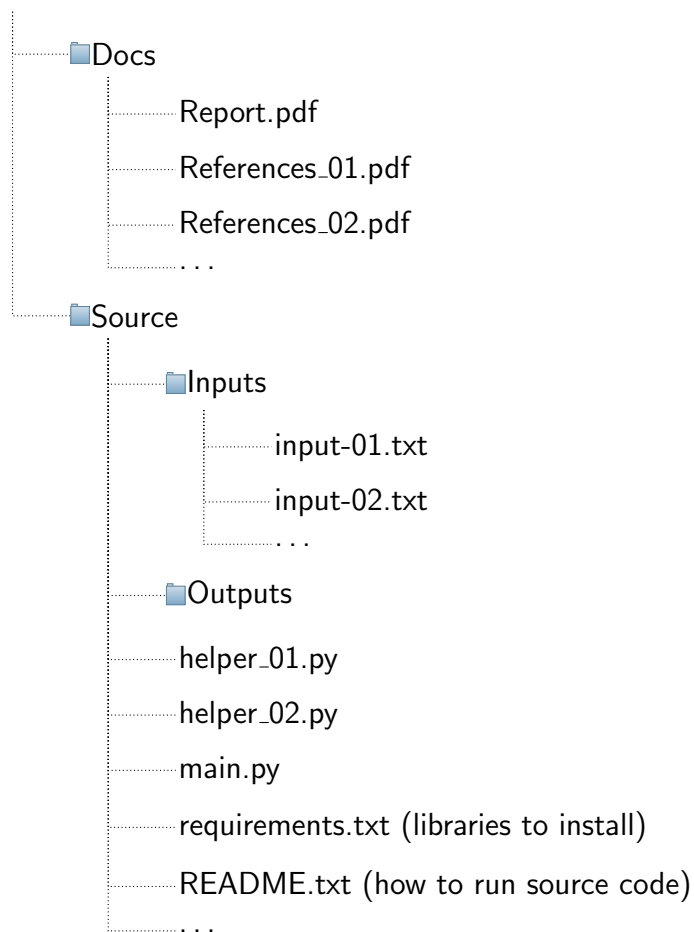 Docs
Report.pdf
References_01.pdf
References_02.pdf
...
Source
Inputs
input-01.txt
input-02.txt
...
Outputs
helper_01.py
helper_02.py
main.py
requirements.txt (libraries to install)
README.txt (how to run source code)
...